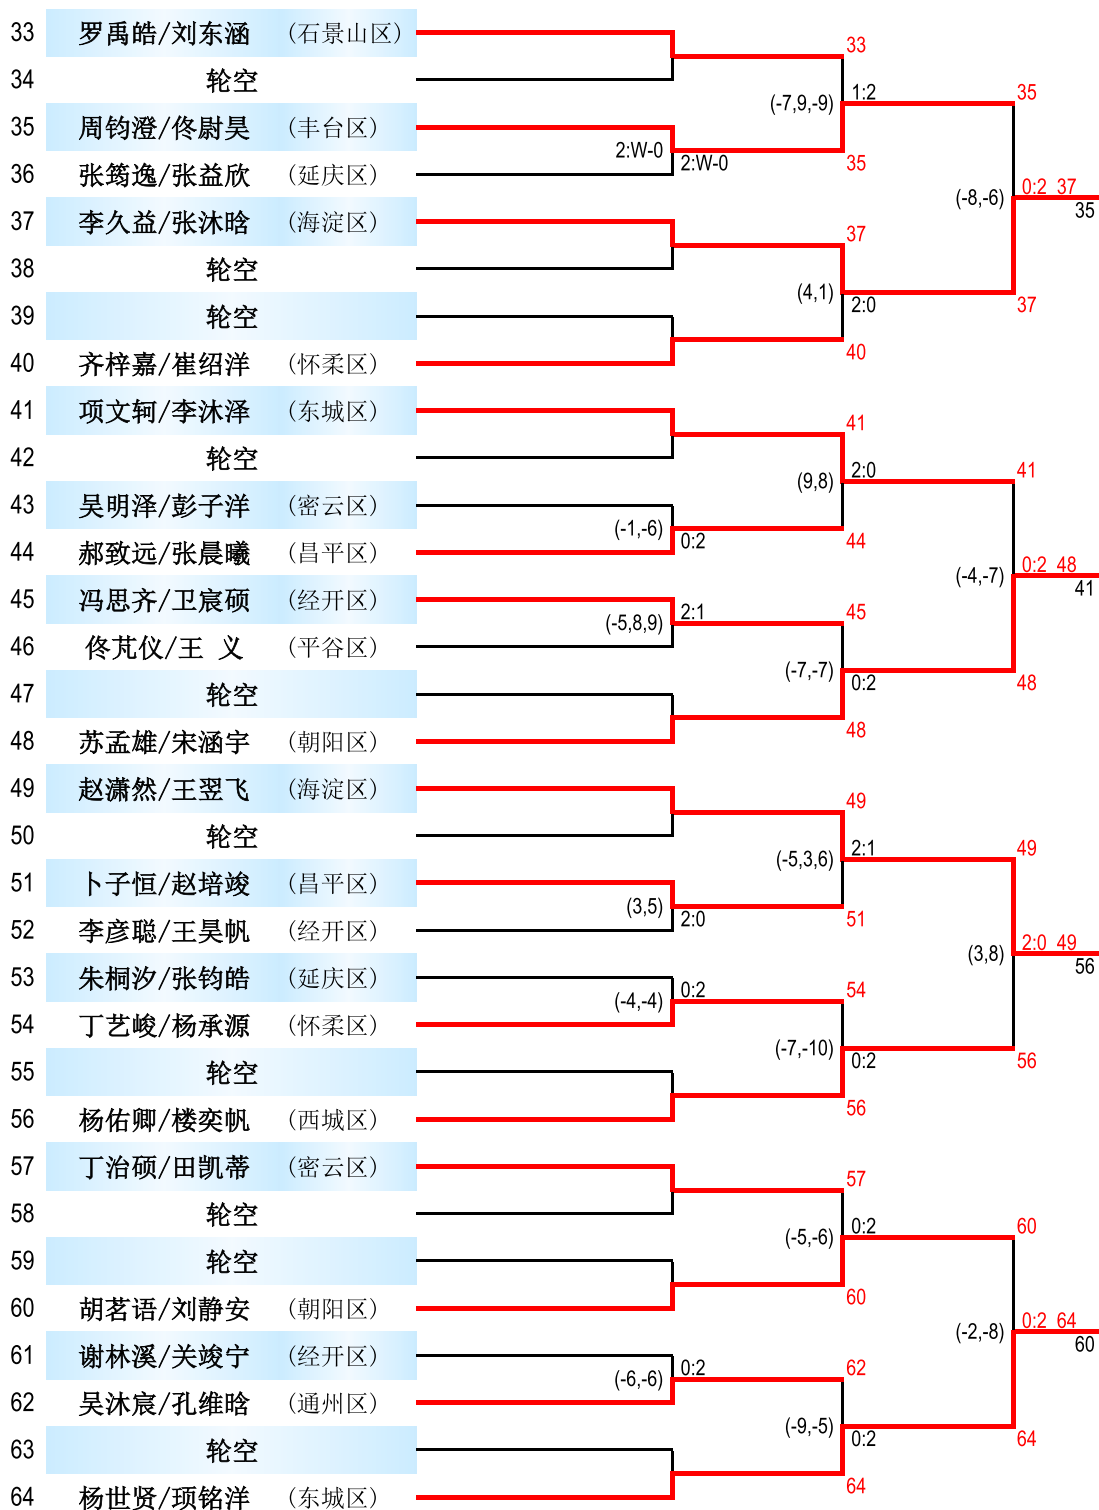 33 罗禹皓/刘东涵 (石景山区)
33
34 轮空
(-7,9,-9) 1:2 35
35 周钧澄/佟尉昊 (丰台区)
2:W-0 2:W-0 35
36 张筠逸/张益欣 (延庆区)
(-8,-6) 0:2 37
35
37 李久益/张沐晗 (海淀区)
37
38 轮空
(4,1) 2:0 37
39 轮空
40
40 齐梓嘉/崔绍洋 (怀柔区)
41 项文轲/李沐泽 (东城区)
41
42 轮空
(9,8) 2:0 41
43 吴明泽/彭子洋 (密云区)
(-1,-6) 0:2 44
44 郝致远/张晨曦 (昌平区)
(-4,-7) 0:2 48
41
45 冯思齐/卫宸硕 (经开区)
(-5,8,9) 2:1 45
46 佟芃仪/王 义 (平谷区)
(-7,-7) 0:2 48
47 轮空
48
48 苏孟雄/宋涵宇 (朝阳区)
49 赵潇然/王翌飞 (海淀区)
49
50 轮空
(-5,3,6) 2:1 49
51 卜子恒/赵培竣 (昌平区)
(3,5) 2:0 51
52 李彦聪/王昊帆 (经开区)
(3,8) 2:0 49
56
53 朱桐汐/张钧皓 (延庆区)
(-4,-4) 0:2 54
54 丁艺峻/杨承源 (怀柔区)
(-7,-10) 0:2 56
55 轮空
56
56 杨佑卿/楼奕帆 (西城区)
57 丁治硕/田凯蒂 (密云区)
57
58 轮空
(-5,-6) 0:2 60
59 轮空
60
60 胡茗语/刘静安 (朝阳区)
(-2,-8) 0:2 64
60
61 谢林溪/关竣宁 (经开区)
(-6,-6) 0:2 62
62 吴沐宸/孔维晗 (通州区)
(-9,-5) 0:2 64
63 轮空
64
64 杨世贤/项铭洋 (东城区)